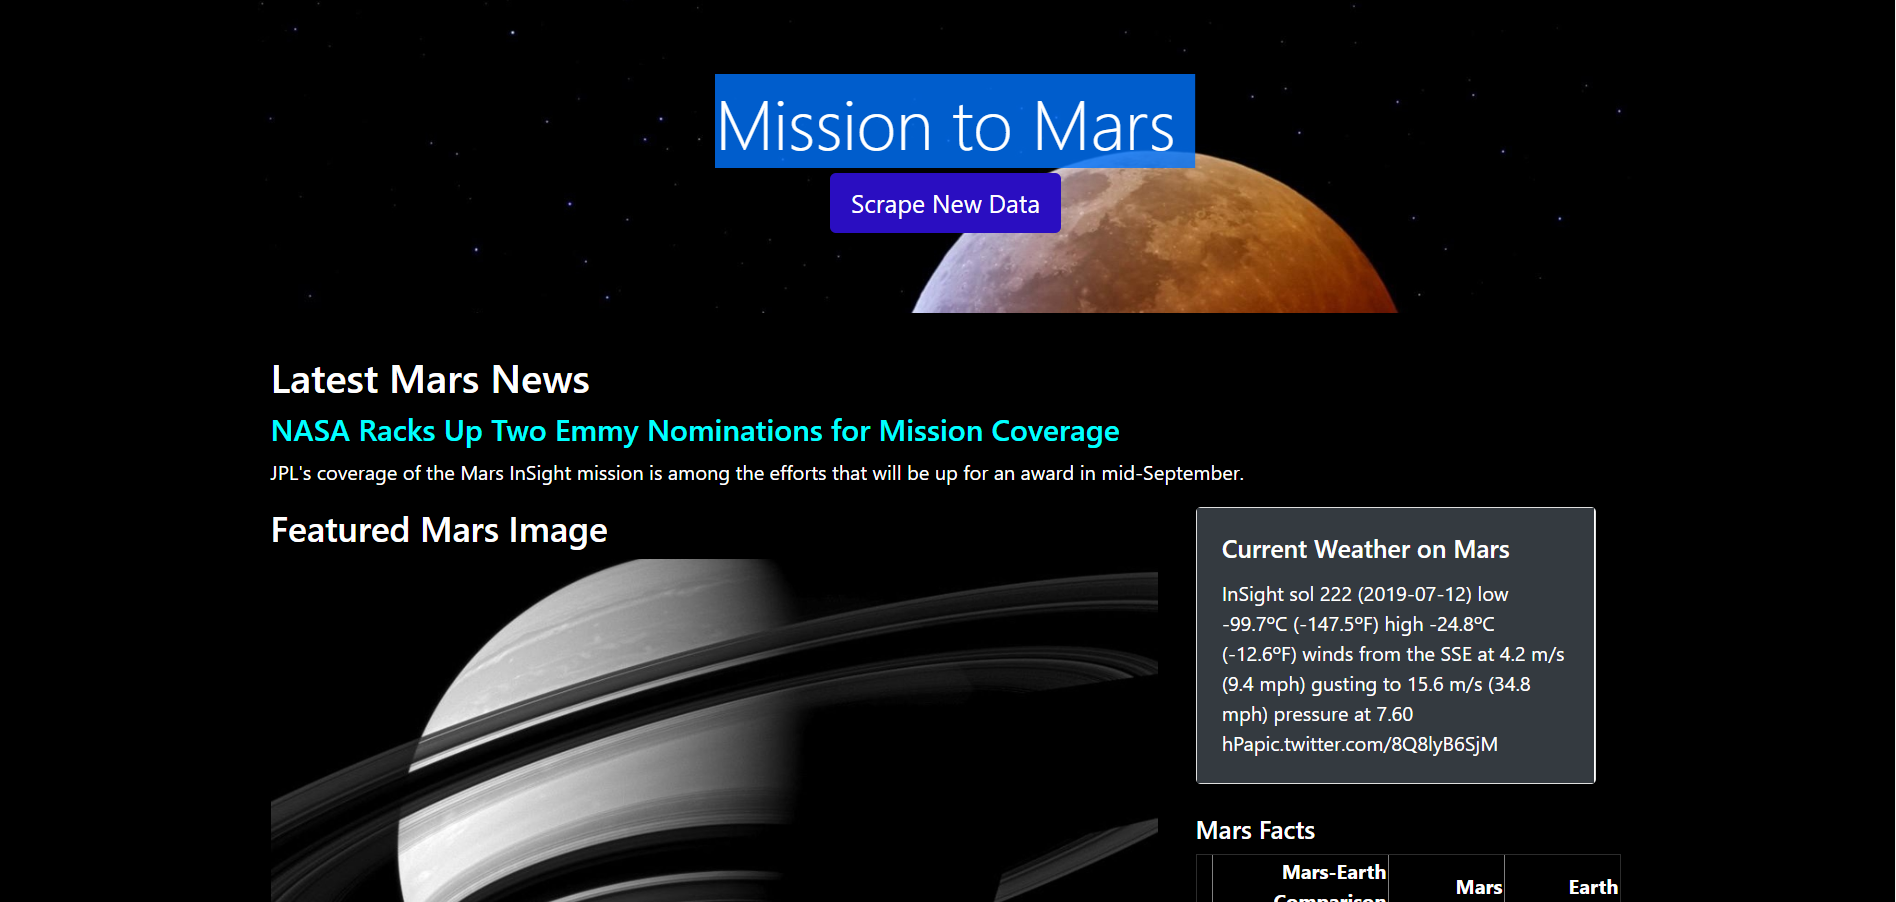 Mission to Mars
Scrape New Data
Latest Mars News
NASA Racks Up Two Emmy Nominations for Mission Coverage
JPL's coverage of the Mars InSight mission is among the efforts that will be up for an award in mid-September.
Featured Mars Image
Current Weather on Mars
InSight sol 222 (2019-07-12) low
-99.7ºC (-147.5ºF) high -24.8ºC
(-12.6ºF) winds from the SSE at 4.2 m/s
(9.4 mph) gusting to 15.6 m/s (34.8
mph) pressure at 7.60
hPapic.twitter.com/8Q8lyB6SjM
Mars Facts
Mars-Earth
Comparison
Mars
Earth